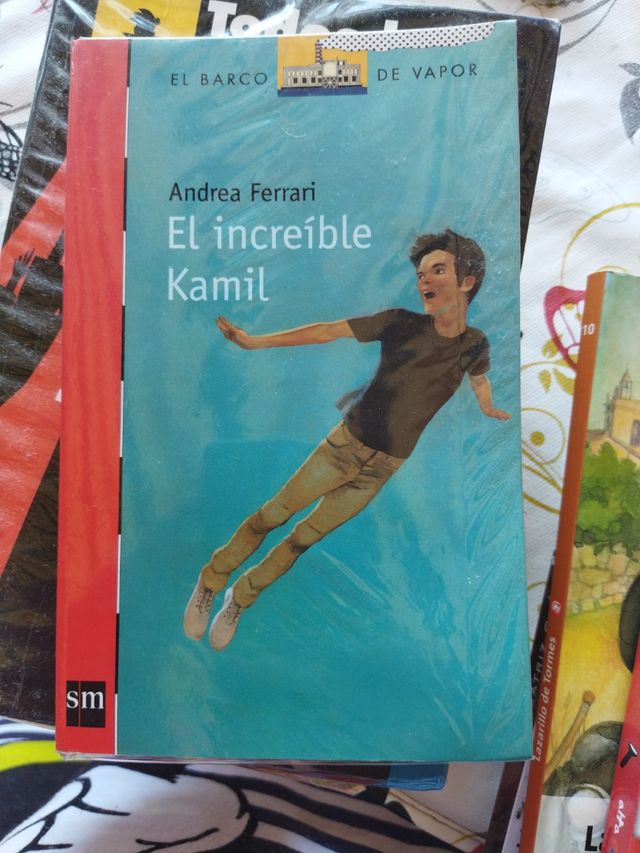 EL BARCO DE VAPOR
Andrea Ferrari
El increíble
Kamil
sm
10
Lazarillo de Tormes